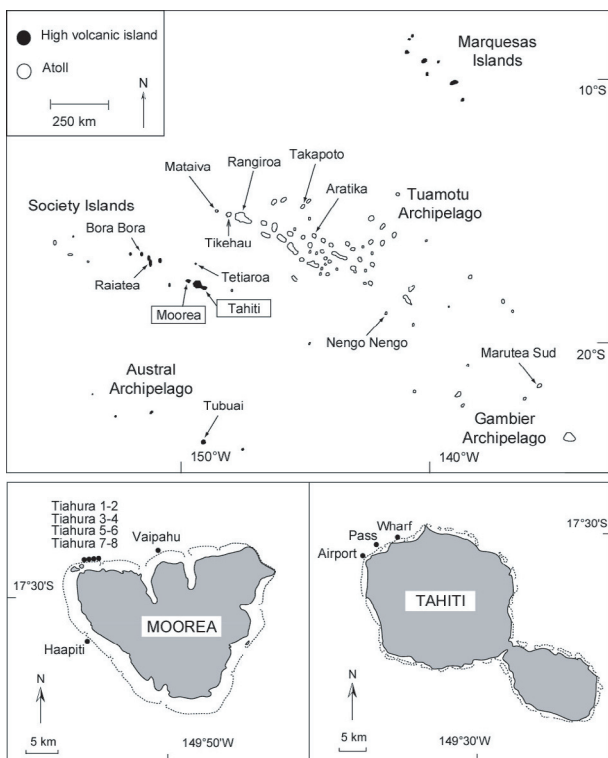 High volcanic island
Atoll
N
250 km
Marquesas
Islands
10°S
Mataiva
Rangiroa
Takapoto
Aratika
Society Islands
Tuamotu
Archipelago
Bora Bora
Tikehau
Raiatea
Tetiaroa
Moorea
Tahiti
Nengo Nengo
20°S
Marutea Sud
Austral
Archipelago
Tubuai
Gambier
Archipelago
150°W
140°W
Tiahura 1-2
Tiahura 3-4
Tiahura 5-6
Tiahura 7-8
Vaipahu
17°30'S
MOOREA
Haapiti
N
5 km
149°50'W
Wharf
Pass
Airport
17°30'S
TAHITI
N
5 km
149°30'W